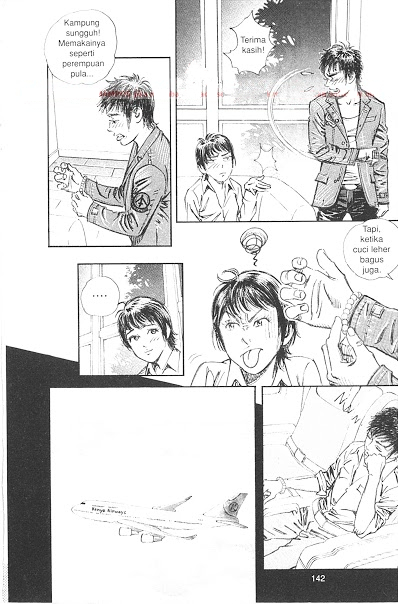 Kampung
sungguh!
Memakainya
seperti
perempuan
pula...
Terima
kasih!
Tapi,
ketika
cuci leher
bagus
juga.
....
Kenya Airways
142